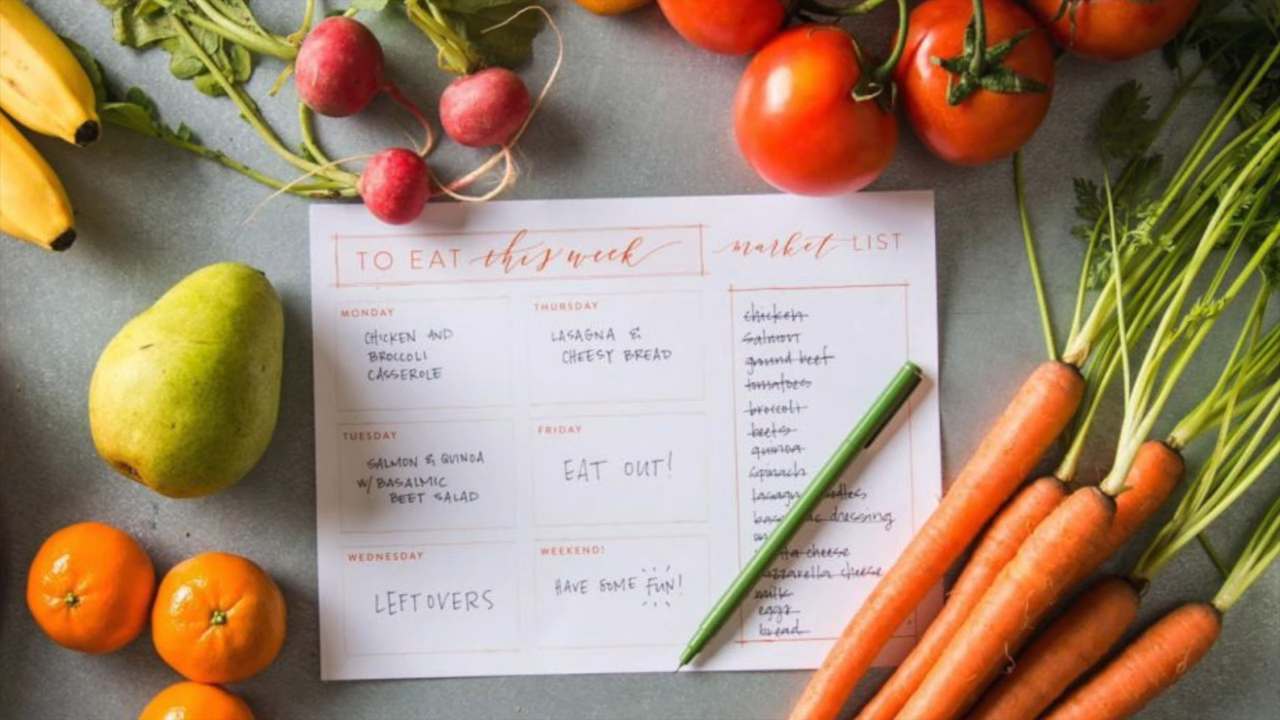 TO EAT this week
MONDAY
CHICKEN AND
BROCCOLI
CASSEROLE
TUESDAY
SALMON & QUINOA
W/ BASALMIC
BEET SALAD
WEDNESDAY
LEFTOVERS
THURSDAY
LASAGNA &
CHEESY BREAD
FRIDAY
EAT OUT!
WEEKEND!
HAVE SOME FUN!
market LIST
chicken
salmon
ground beef
tomatoes
broccoli
beets
quinoa
spinach
dressing
cheese
cheese
milk
eggs
bread